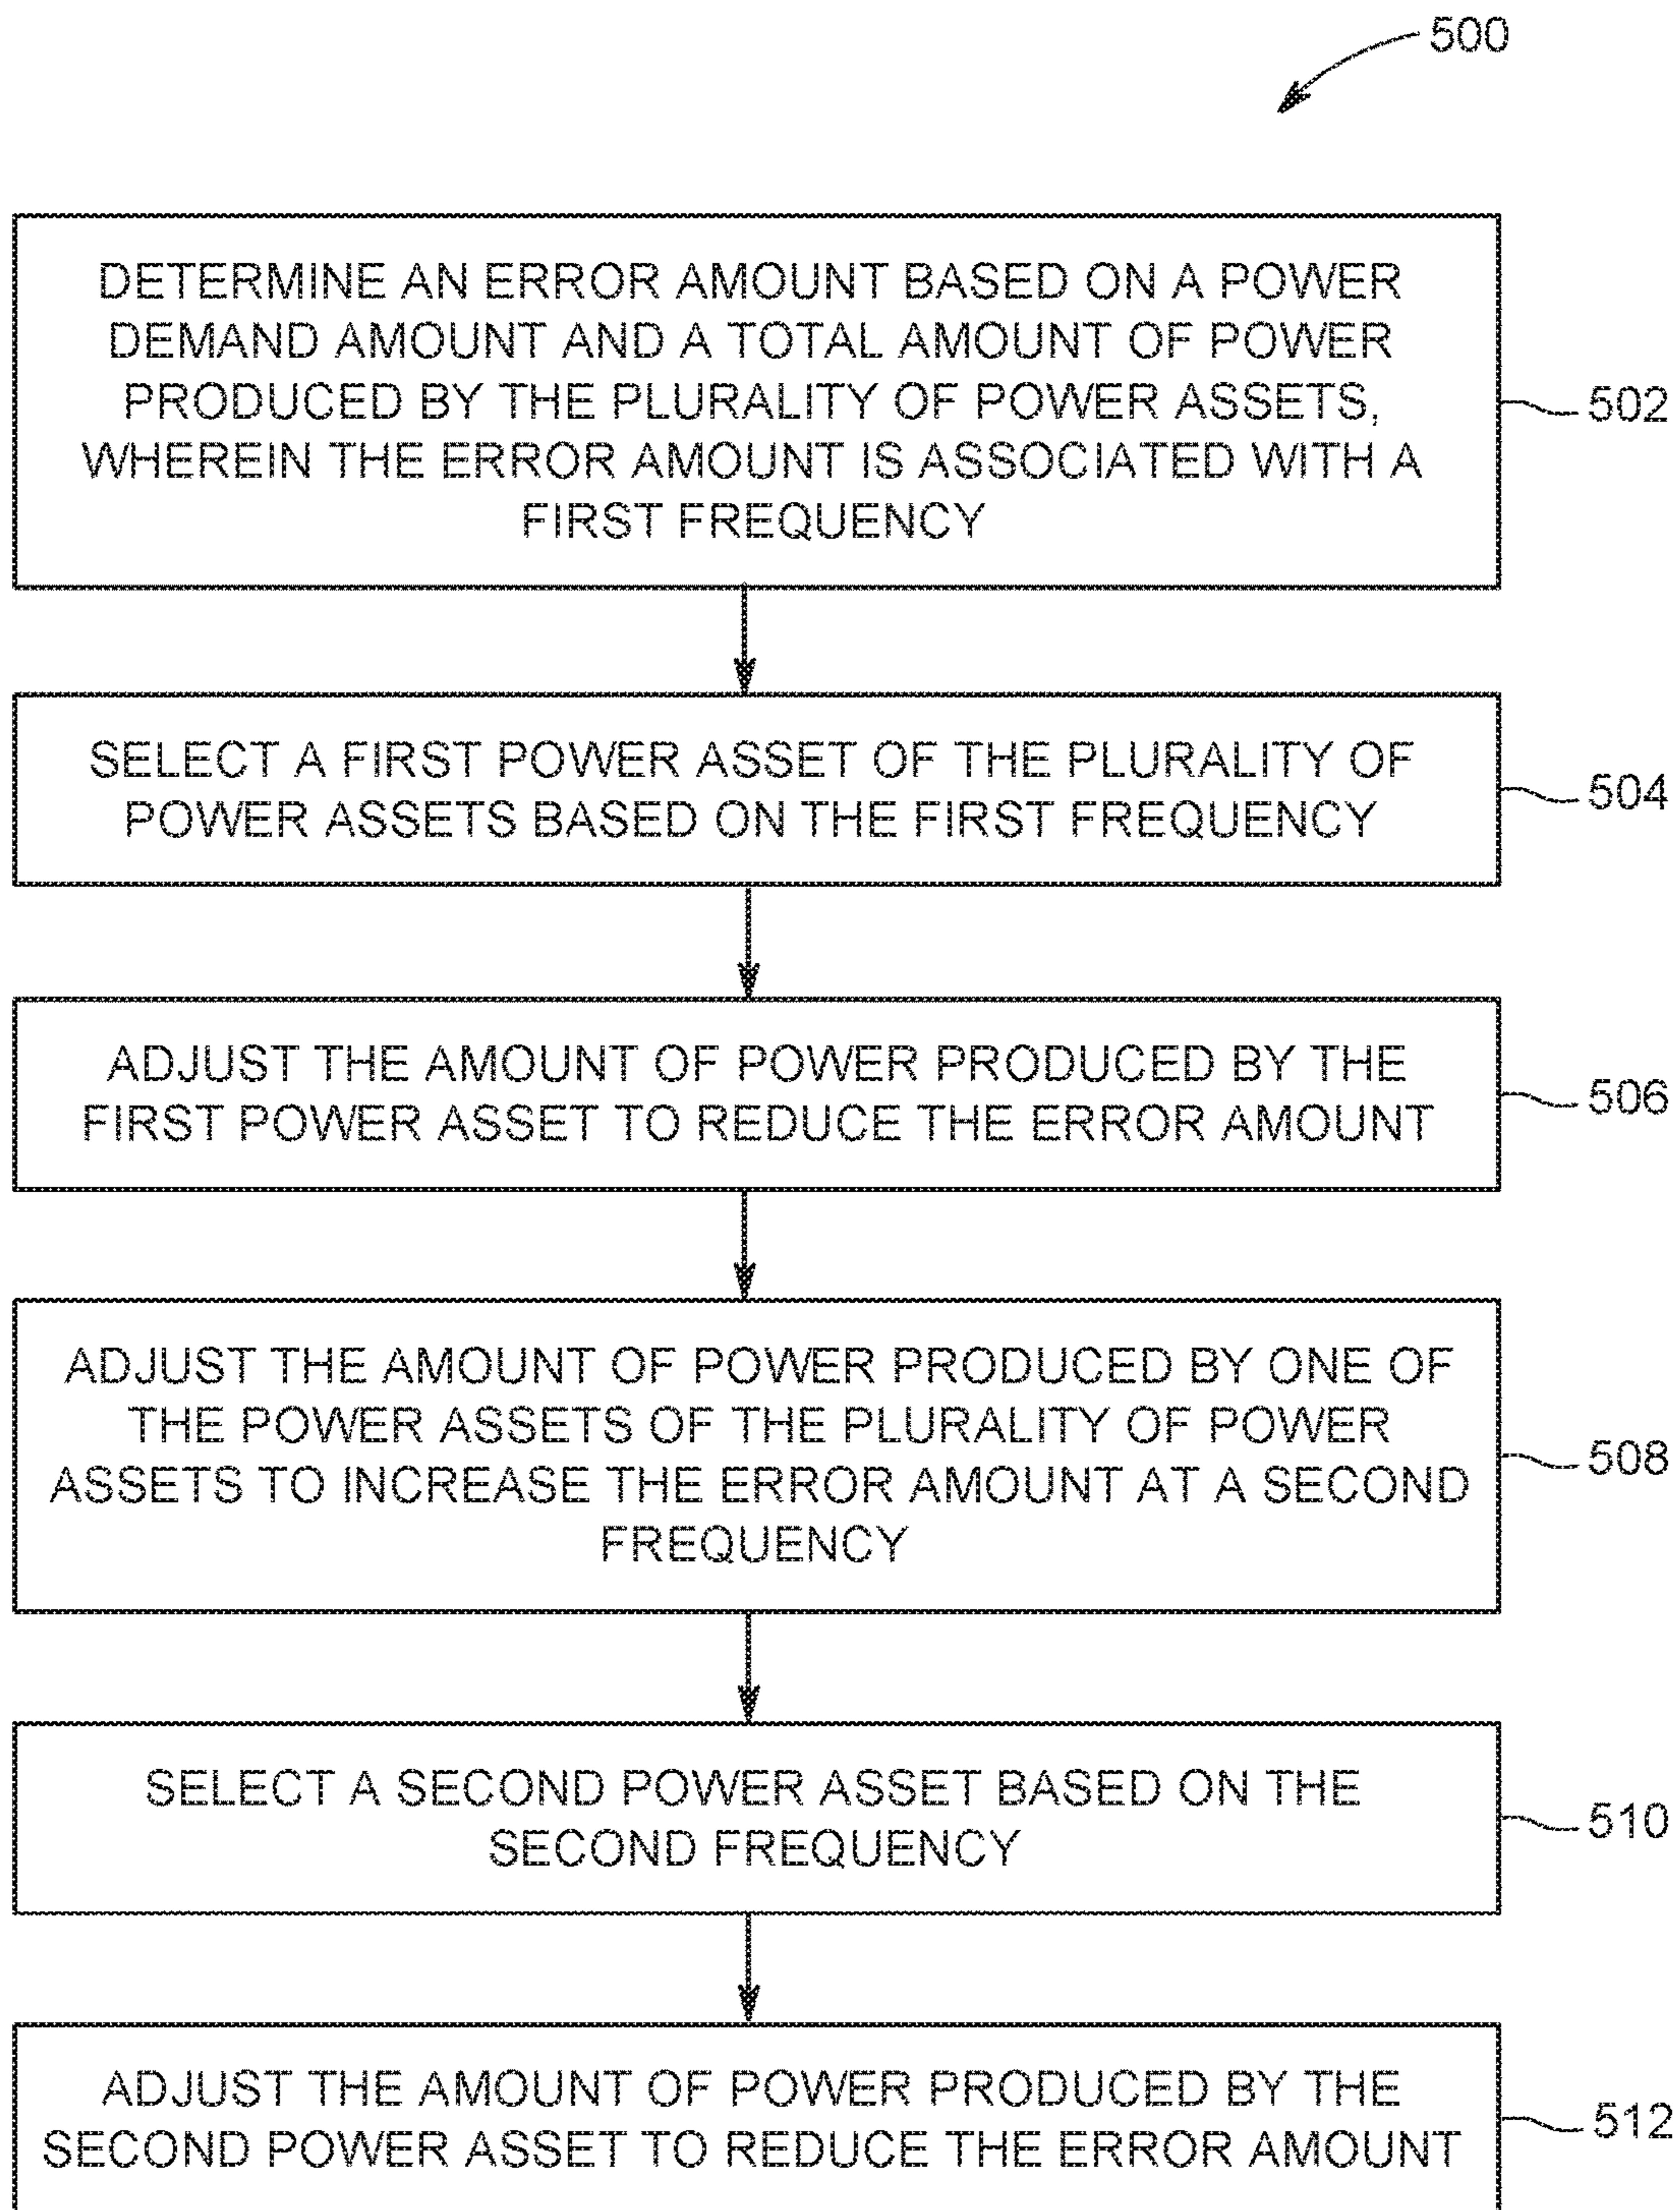 500
DETERMINE AN ERROR AMOUNT BASED ON A POWER
DEMAND AMOUNT AND A TOTAL AMOUNT OF POWER
PRODUCED BY THE PLURALITY OF POWER ASSETS,
WHEREIN THE ERROR AMOUNT IS ASSOCIATED WITH A
FIRST FREQUENCY
502
SELECT A FIRST POWER ASSET OF THE PLURALITY OF
POWER ASSETS BASED ON THE FIRST FREQUENCY
504
ADJUST THE AMOUNT OF POWER PRODUCED BY THE
FIRST POWER ASSET TO REDUCE THE ERROR AMOUNT
506
ADJUST THE AMOUNT OF POWER PRODUCED BY ONE OF
THE POWER ASSETS OF THE PLURALITY OF POWER
ASSETS TO INCREASE THE ERROR AMOUNT AT A SECOND
FREQUENCY
508
SELECT A SECOND POWER ASSET BASED ON THE
SECOND FREQUENCY
510
ADJUST THE AMOUNT OF POWER PRODUCED BY THE
SECOND POWER ASSET TO REDUCE THE ERROR AMOUNT
512